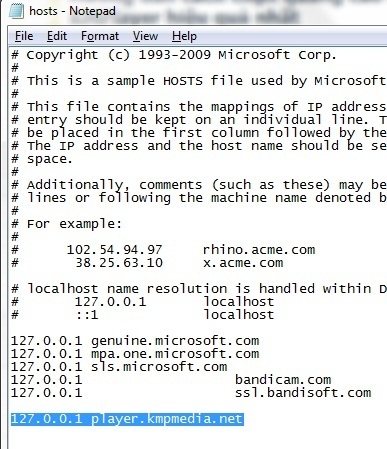 hosts - Notepad
File Edit Format View Help
# Copyright (c) 1993-2009 Microsoft Corp.
#
# This is a sample HOSTS file used by Microsoft
#
# This file contains the mappings of IP address
# entry should be kept on an individual line. T
# be placed in the first column followed by the
# The IP address and the host name should be se
# space.
#
# Additionally, comments (such as these) may be
# lines or following the machine name denoted b
#
# For example:
#
# 102.54.94.97 rhino.acme.com
# 38.25.63.10 x.acme.com

# localhost name resolution is handled within D
# 127.0.0.1 localhost
# ::1 localhost

127.0.0.1 genuine.microsoft.com
127.0.0.1 mpa.one.microsoft.com
127.0.0.1 sls.microsoft.com
127.0.0.1 bandicam.com
127.0.0.1 ssl.bandisoft.com

127.0.0.1 player.kmpmedia.net